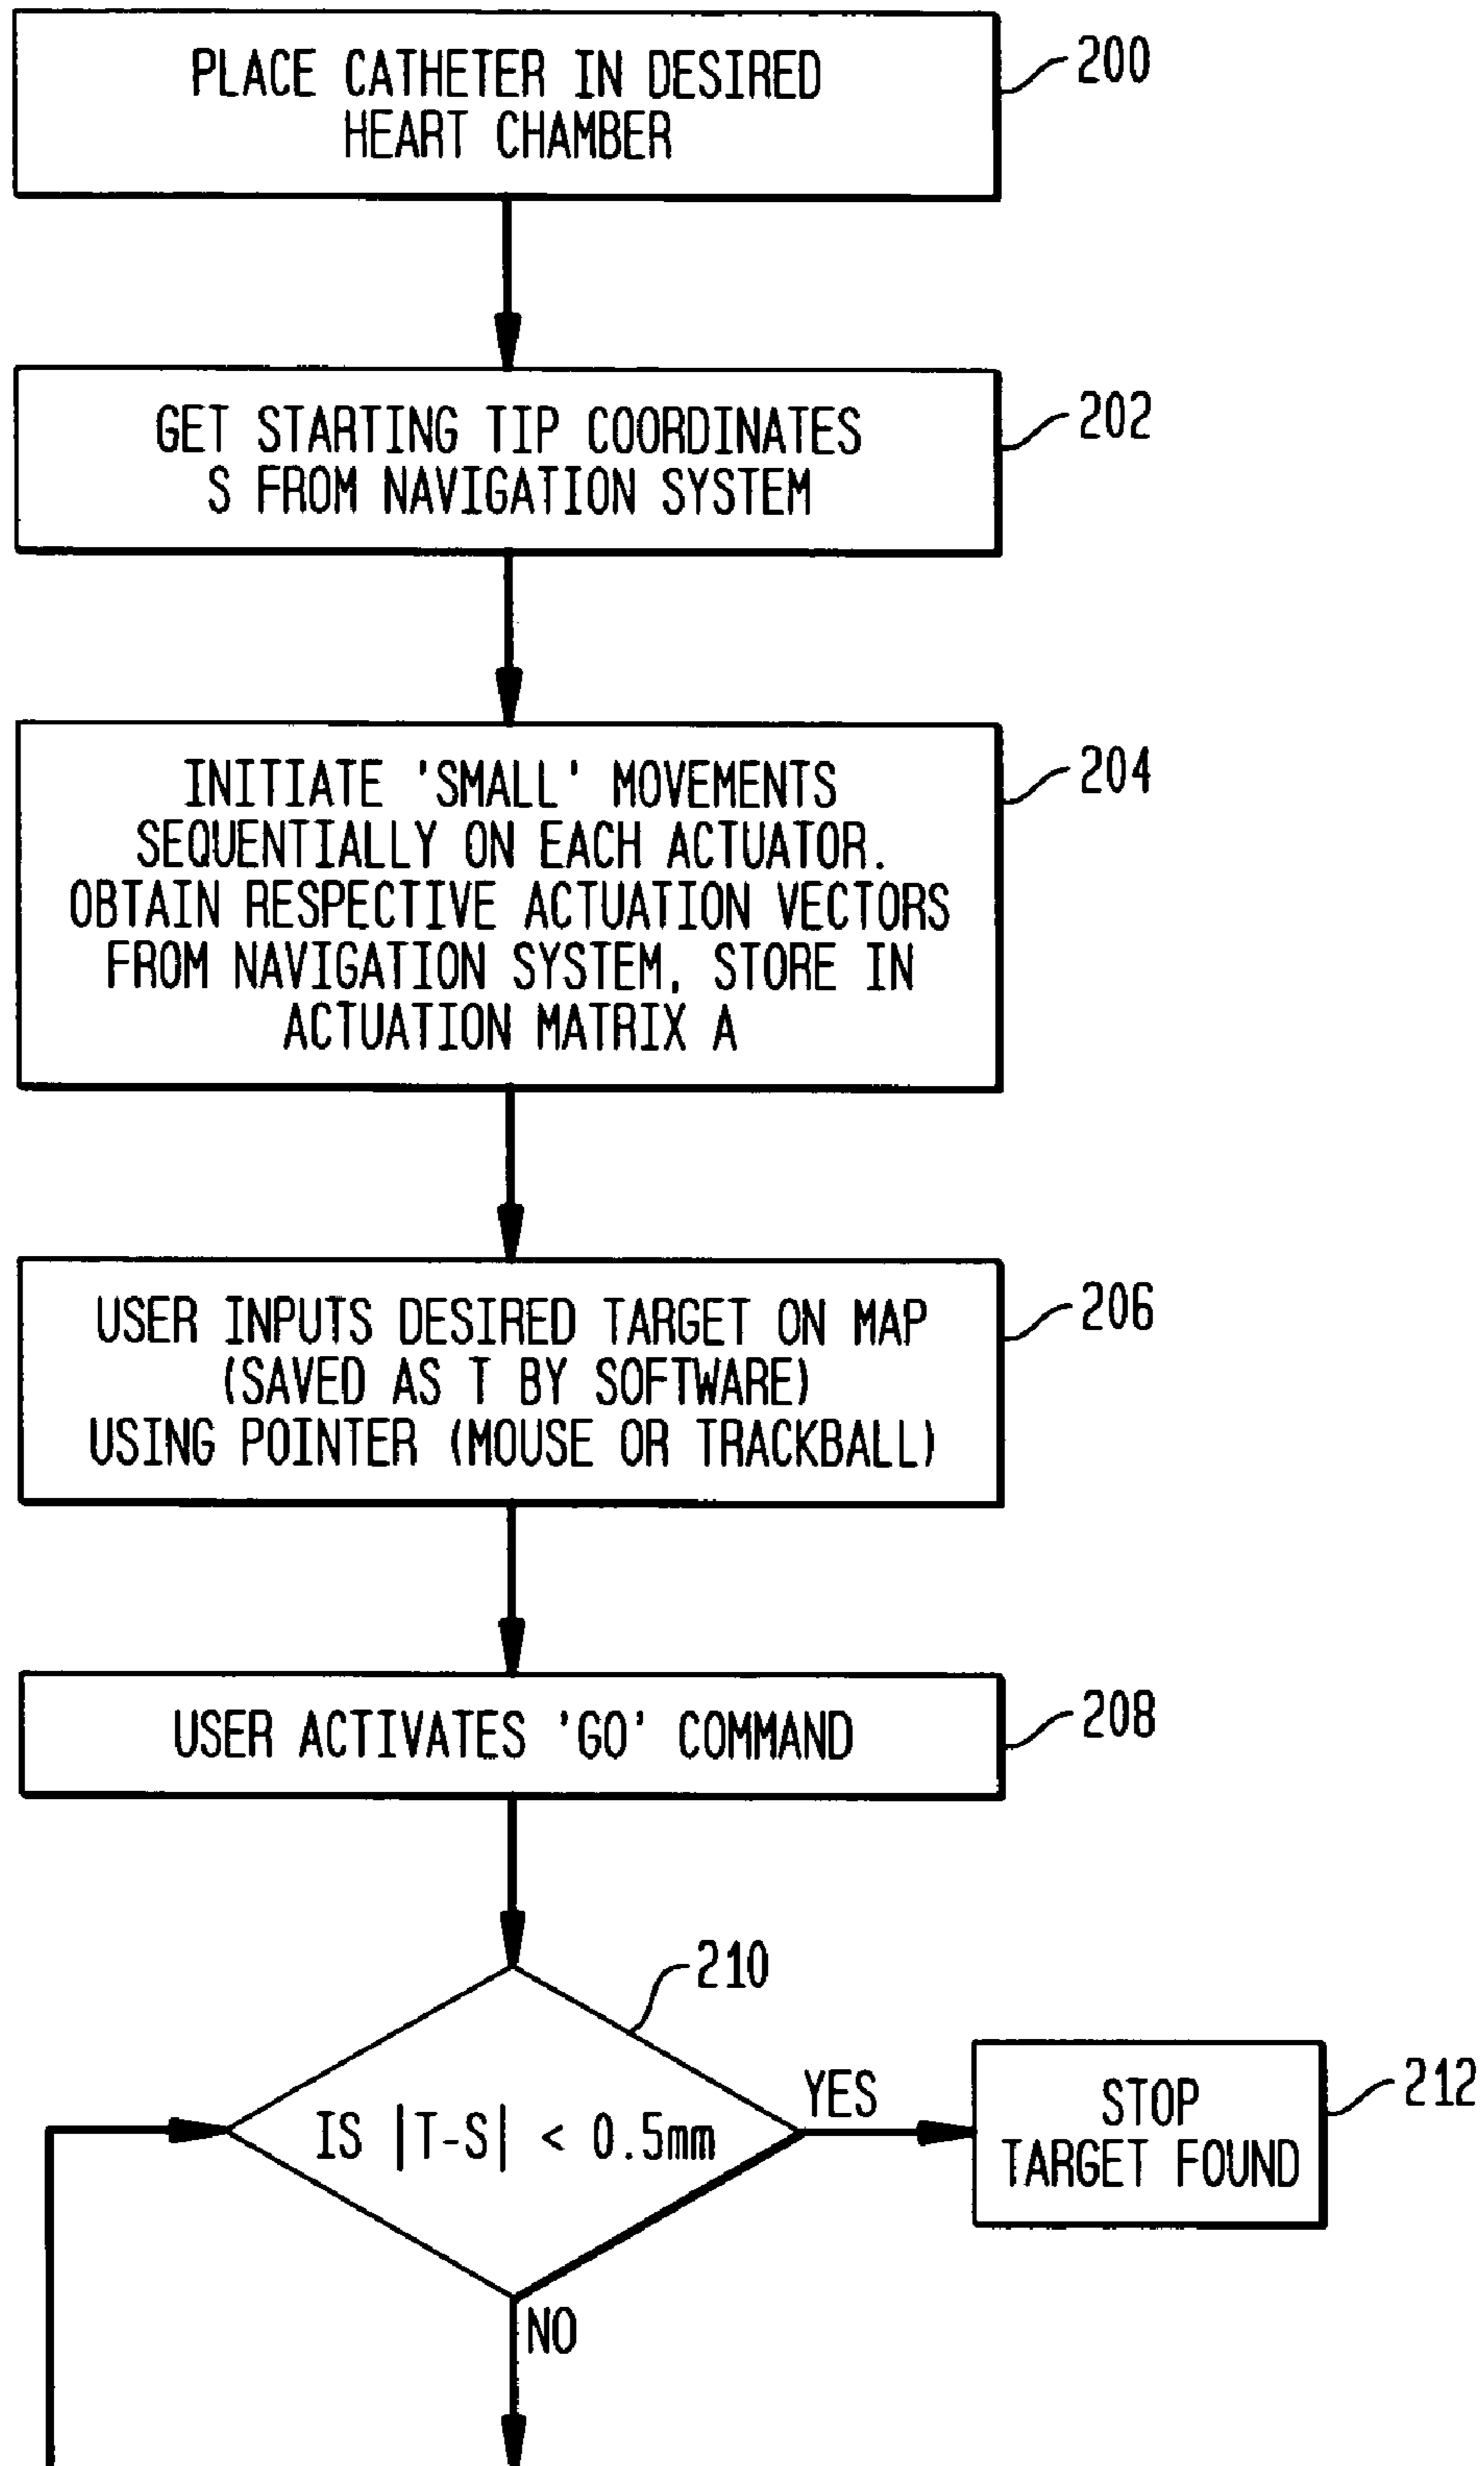 PLACE CATHETER IN DESIRED
HEART CHAMBER
200
GET STARTING TIP COORDINATES
S FROM NAVIGATION SYSTEM
202
INITIATE 'SMALL' MOVEMENTS
SEQUENTIALLY ON EACH ACTUATOR.
OBTAIN RESPECTIVE ACTUATION VECTORS
FROM NAVIGATION SYSTEM, STORE IN
ACTUATION MATRIX A
204
USER INPUTS DESIRED TARGET ON MAP
(SAVED AS T BY SOFTWARE)
USING POINTER (MOUSE OR TRACKBALL)
206
USER ACTIVATES 'GO' COMMAND
208
210
IS |T-S| < 0.5mm
YES
STOP
TARGET FOUND
212
NO